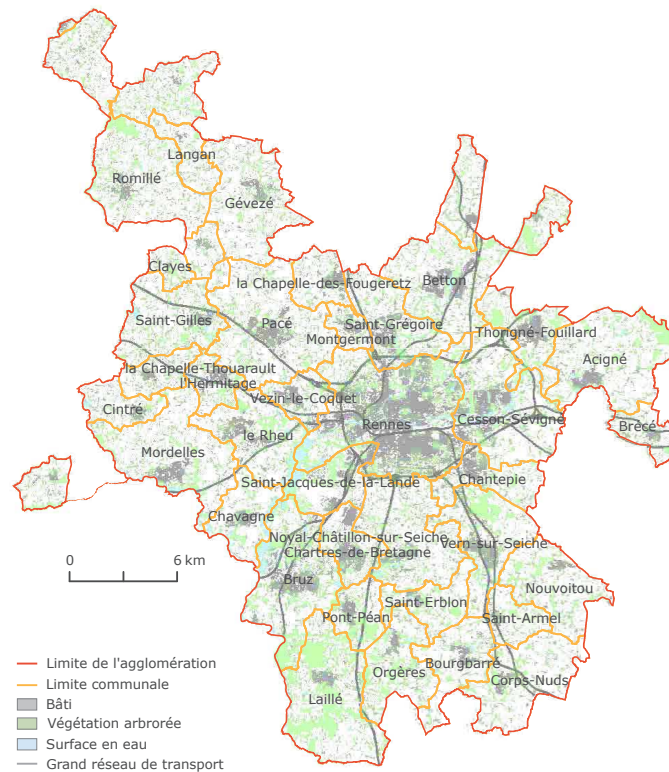 Langan
Romillé
Gévezé
Clayes
la Chapelle-des-Fougeretz
Betton
Saint-Gilles
Pacé
Saint-Grégoire
Montgermont
Thorigné-Fouillard
Acigné
la Chapelle-Thouarault
l'Hermitage
Vezin-le-Coquet
Cintré
Rennes
Cesson-Sévigné
Brécé
le Rheu
Mordelles
Saint-Jacques-de-la-Lande
Chantepie
Chavagne
Noyal-Châtillon-sur-Seiche
Chartres-de-Bretagne
Vern-sur-Seiche
Bruz
Nouvoitou
Saint-Erblon
Pont-Péan
Saint-Armel
Bourgbarré
Orgères
Corps-Nuds
Laillé
0 6 km
Limite de l'agglomération
Limite communale
Bâti
Végétation arbrorée
Surface en eau
Grand réseau de transport